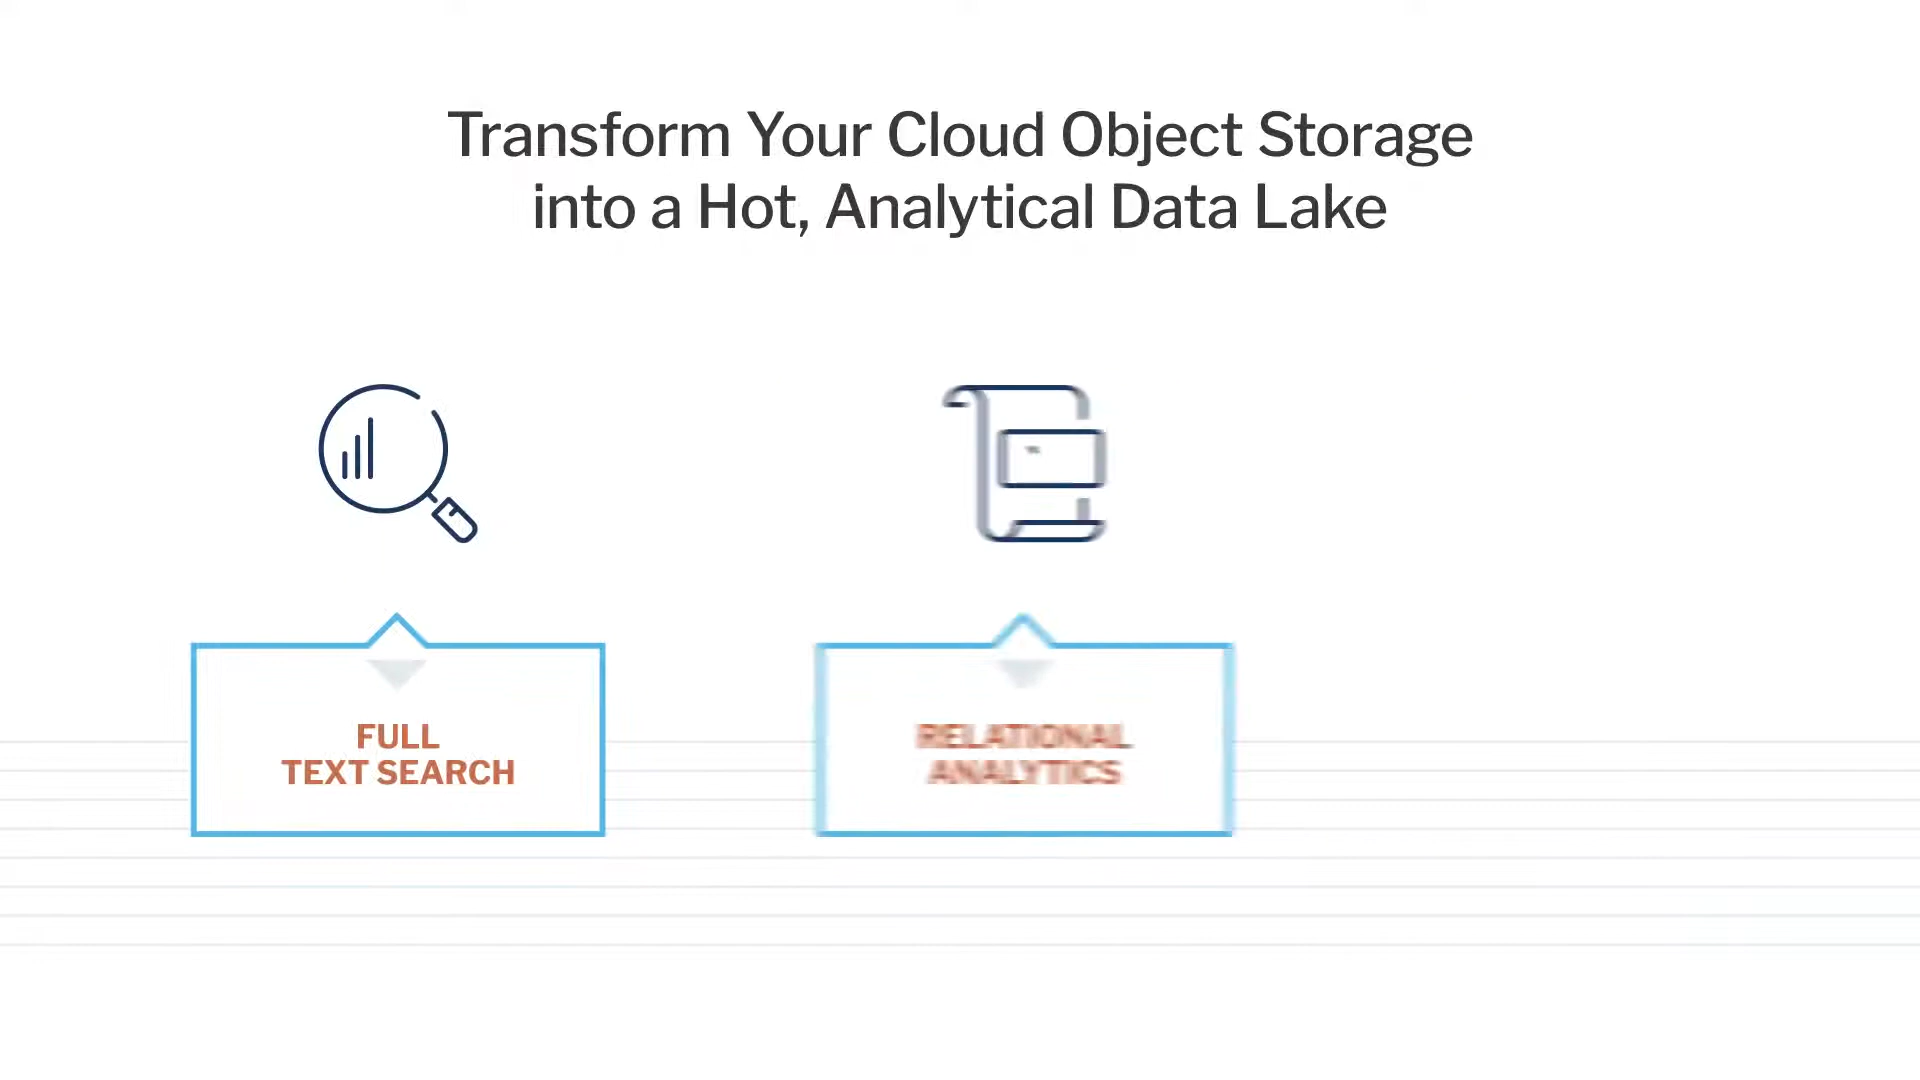 Transform Your Cloud Object Storage
into a Hot, Analytical Data Lake
FULL
TEXT SEARCH
RELATIONAL
ANALYTICS